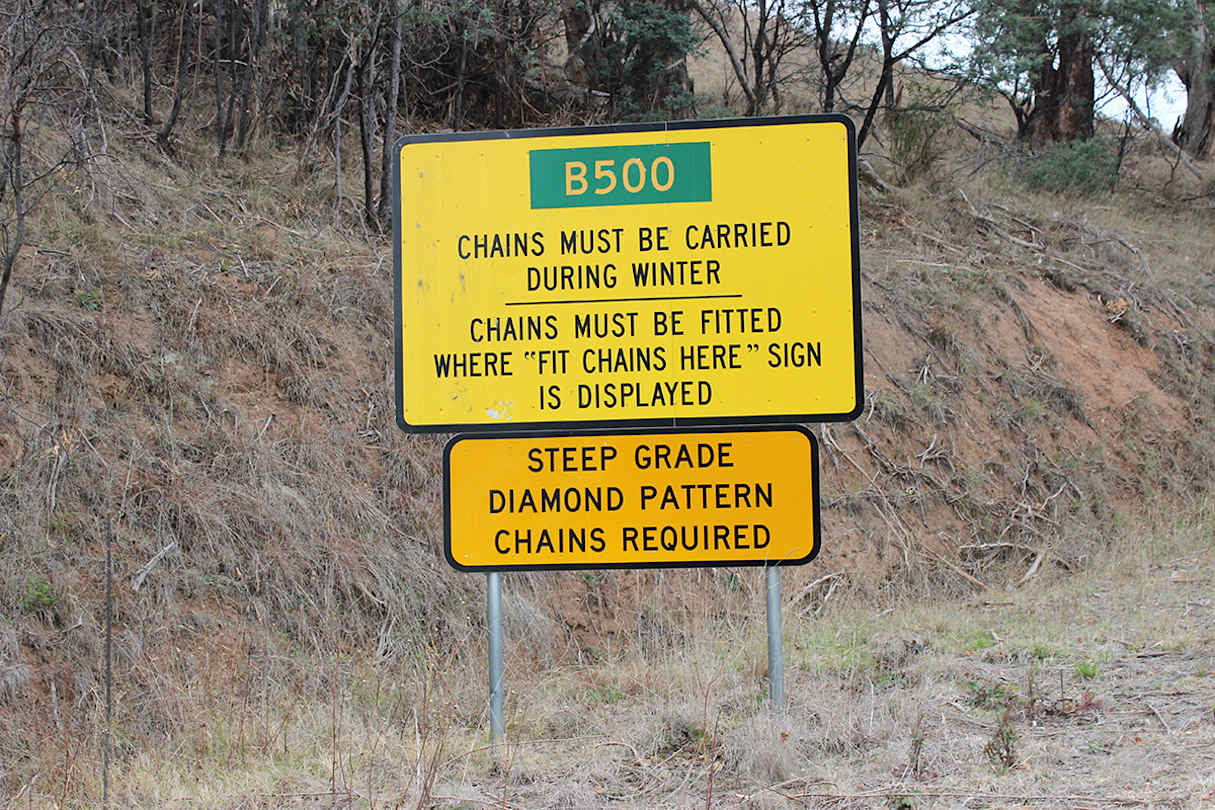 B500
CHAINS MUST BE CARRIED
DURING WINTER
CHAINS MUST BE FITTED
WHERE “FIT CHAINS HERE” SIGN
IS DISPLAYED
STEEP GRADE
DIAMOND PATTERN
CHAINS REQUIRED